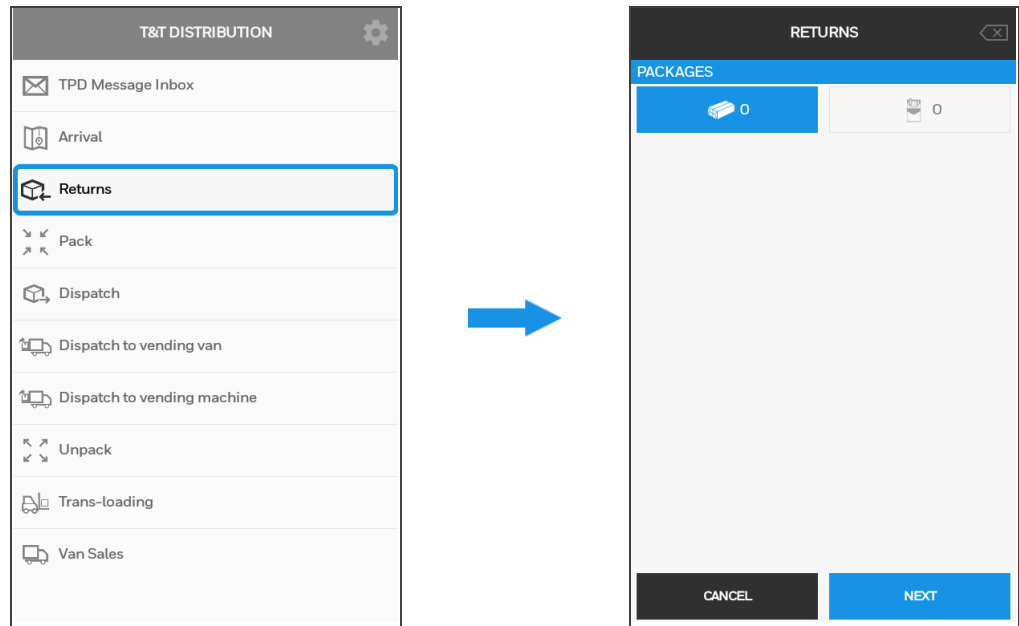 T&T DISTRIBUTION
TPD Message Inbox
Arrival
Returns
Pack
Dispatch
Dispatch to vending van
Dispatch to vending machine
Unpack
Trans-loading
Van Sales
RETURNS
PACKAGES
0
0
CANCEL
NEXT